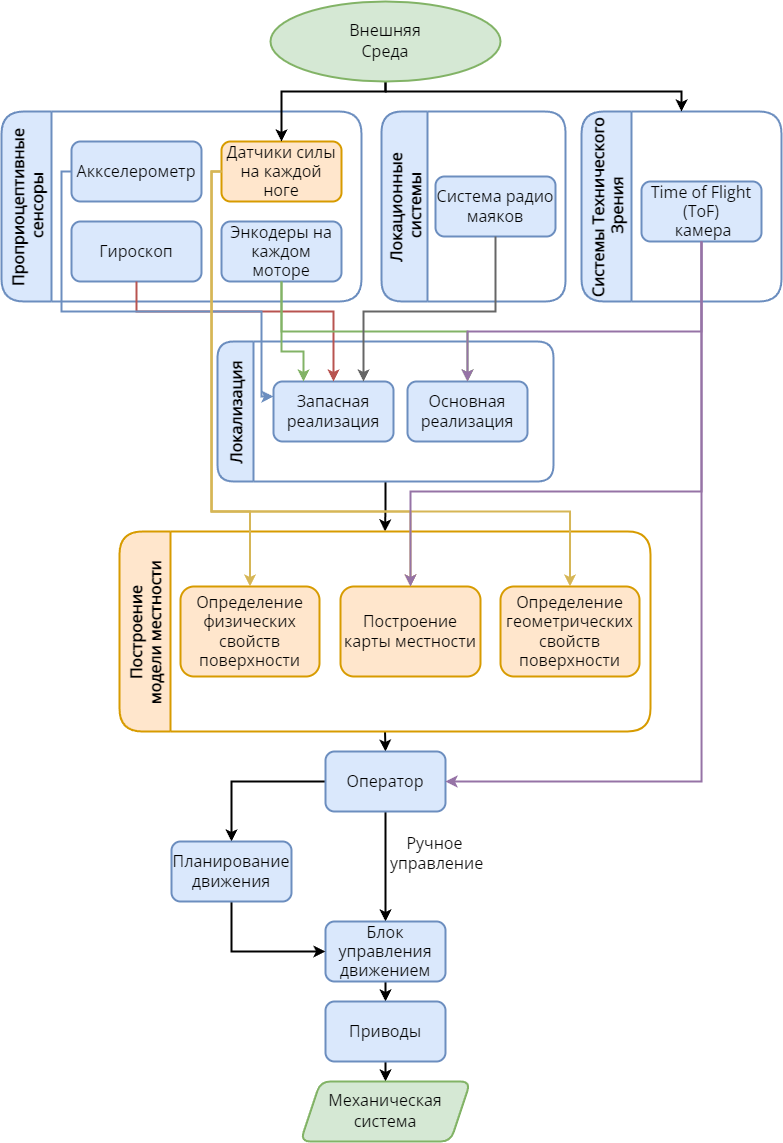 Внешняя
Среда
Проприоцептивные
сенсоры
Аккселерометр
Датчики силы
на каждой
ноге
Гироскоп
Энкодеры на
каждом
моторе
Локационные
системы
Система радио
маяков
Системы Технического
Зрения
Time of Flight
(ToF)
камера
Локализация
Запасная
реализация
Основная
реализация
Построение
модели местности
Определение
физических
свойств
поверхности
Построение
карты местности
Определение
геометрических
свойств
поверхности
Оператор
Ручное
управление
Планирование
движения
Блок
управления
движением
Приводы
Механическая
система